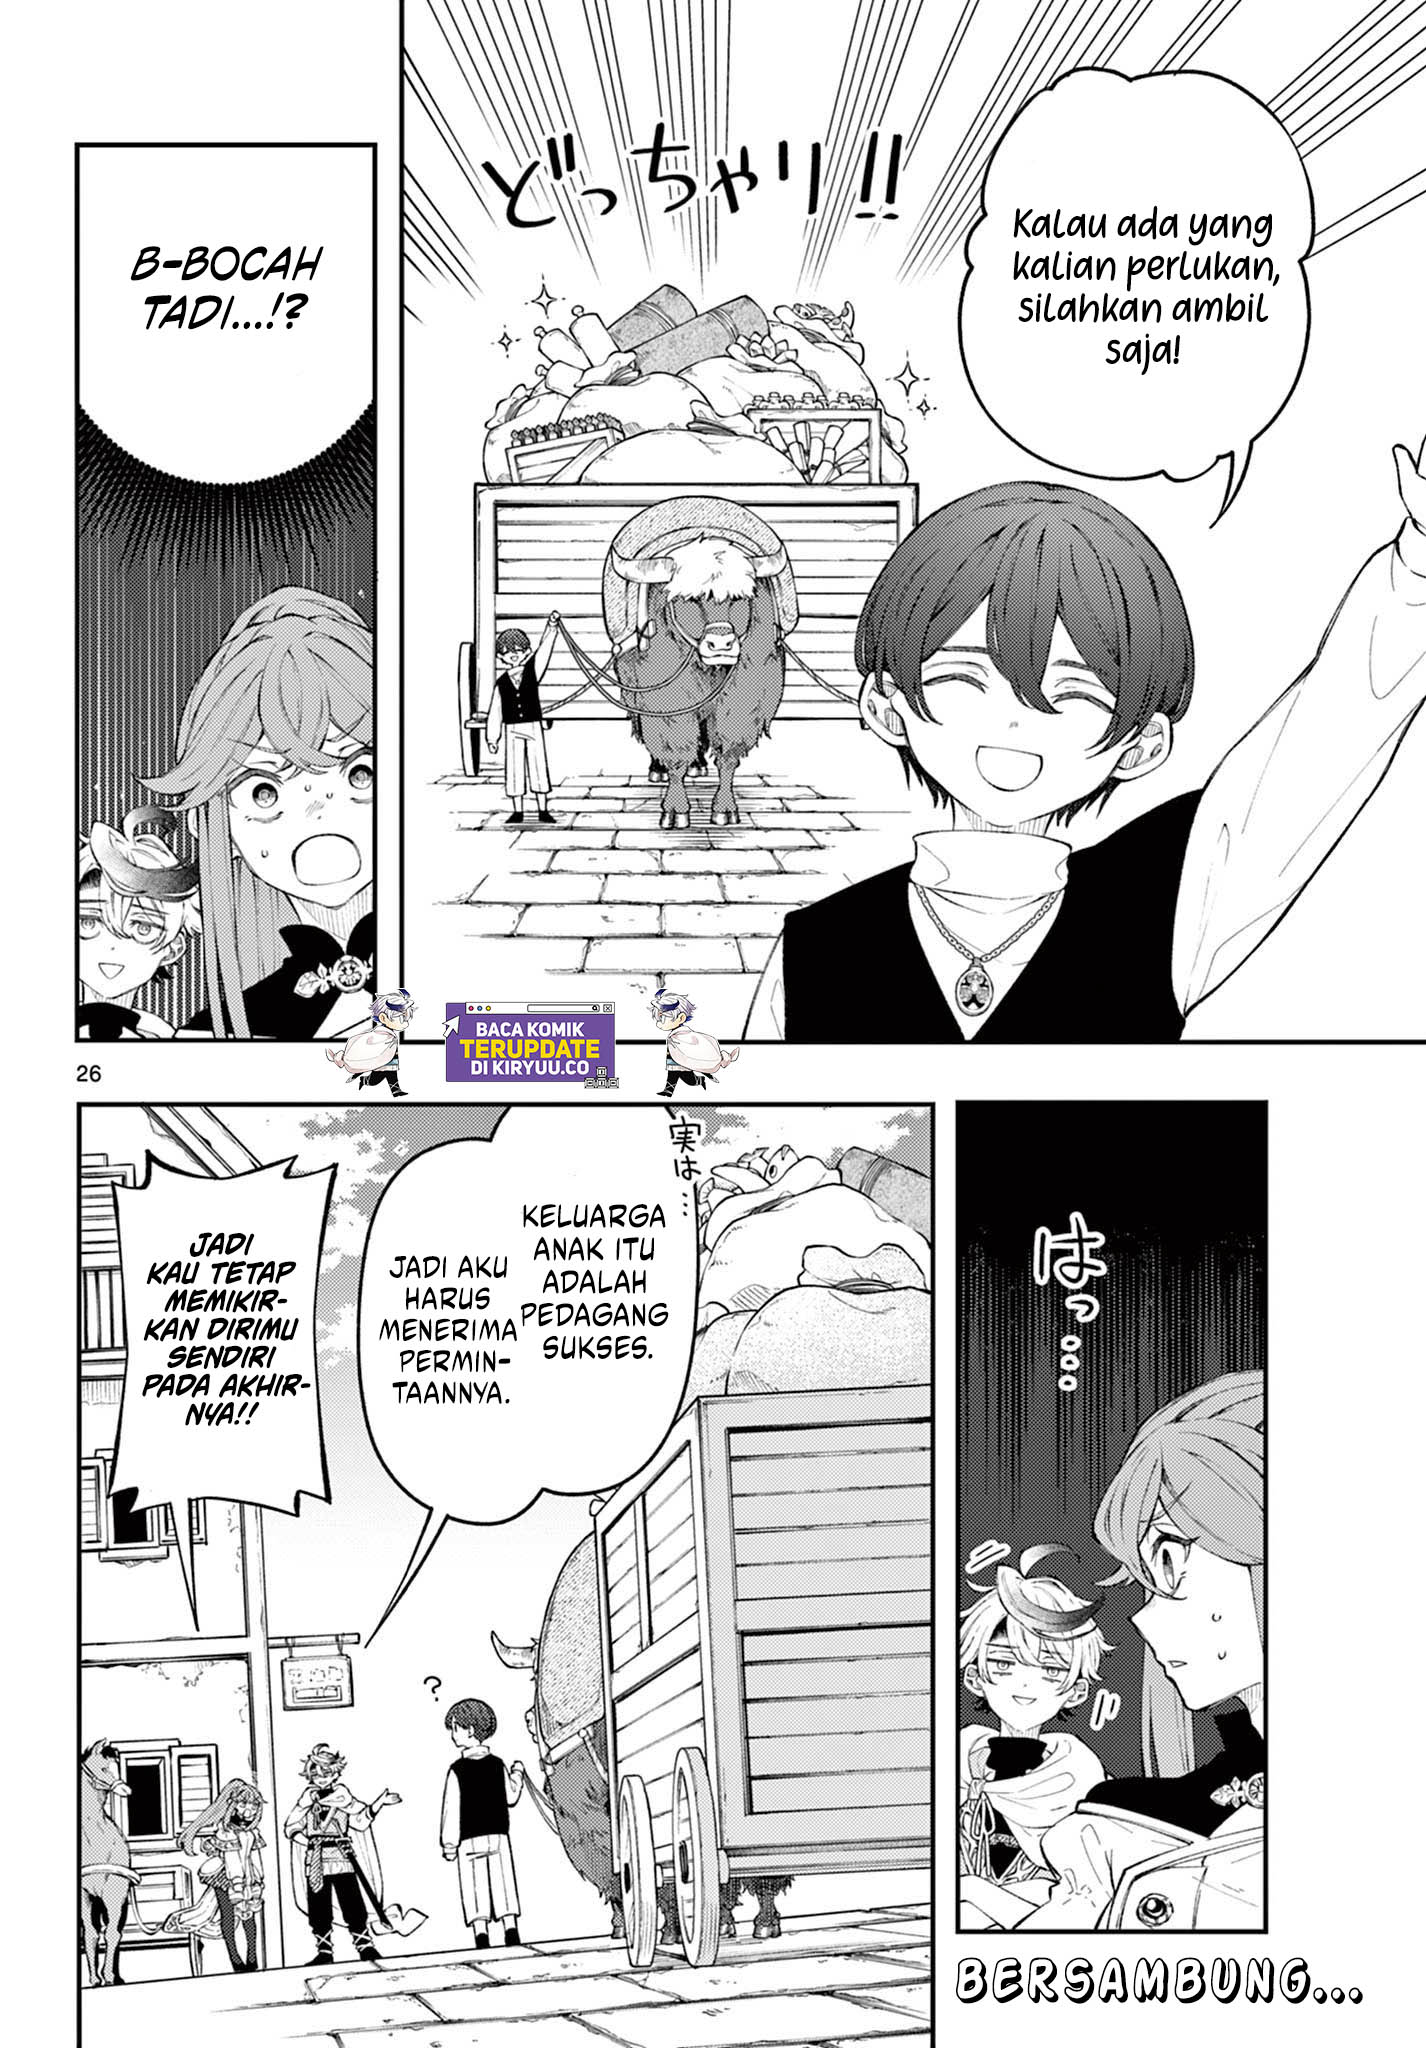 Kalau ada yang
kalian perlukan,
silahkan ambil
saja!
どっちゃり!!
B-BOCAH
TADI...!?
BACA KOMIK
TERUPDATE
DI KIRYUU.CO
26
はっ…
実は…
KELUARGA
ANAK ITU
ADALAH
PEDAGANG
SUKSES.
JADI AKU
HARUS
MENERIMA
PERMIN-
TAANNYA.
JADI
KAU TETAP
MEMIKIR-
KAN DIRIMU
SENDIRI
PADA AKHIR-
NYA!!
?
BERSAMBUNG...